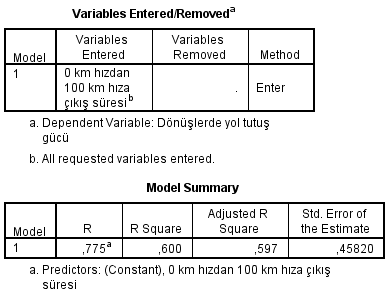 Variables Entered/Removedᵃ
Model Variables Entered Variables Removed Method
1 0 km hızdan 100 km hıza çıkış süresi ᵇ . Enter
a. Dependent Variable: Dönüşlerde yol tutuş
gücü
b. All requested variables entered.
Model Summary
Model R R Square Adjusted R Square Std. Error of the Estimate
1 ,775ᵃ ,600 ,597 ,45820
a. Predictors: (Constant), 0 km hızdan 100 km hıza çıkış
süresi